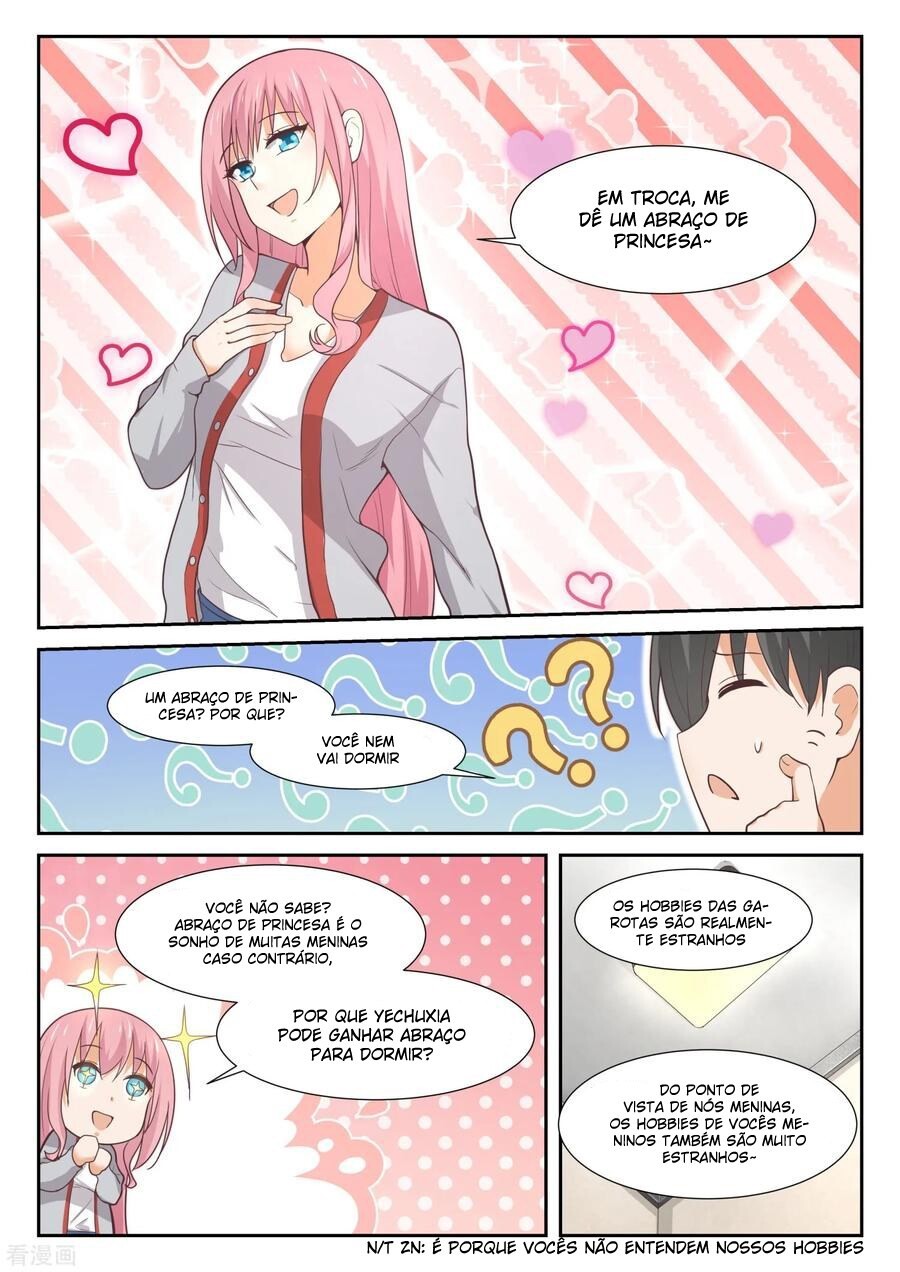 EM TROCA, ME
DÊ UM ABRAÇO DE
PRINCESA~
UM ABRAÇO DE PRIN-
CESA? POR QUE?
VOCÊ NEM
VAI DORMIR
VOCÊ NÃO SABE?
ABRAÇO DE PRINCESA É O
SONHO DE MUITAS MENINAS
CASO CONTRÁRIO,
POR QUE YECHUXIA
PODE GANHAR ABRAÇO
PARA DORMIR?
OS HOBBIES DAS GA-
ROTAS SÃO REALMEN-
TE ESTRANHOS
DO PONTO DE
VISTA DE NÓS MENINAS,
OS HOBBIES DE VOCÊS ME-
NINOS TAMBÉM SÃO MUITO
ESTRANHOS~
看漫画
N/T ZN: É PORQUE VOCÊS NÃO ENTENDEM NOSSOS HOBBIES